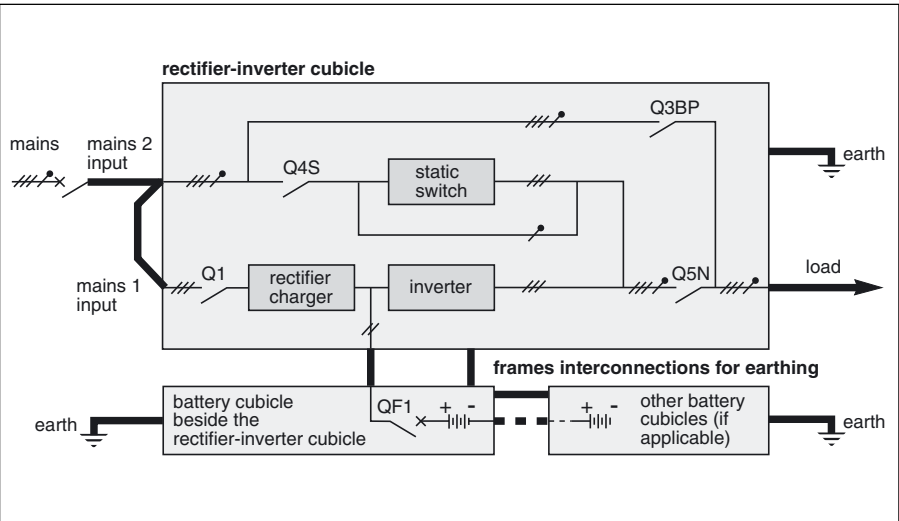 rectifier-inverter cubicle
Q3BP
mains
mains 2
input
earth
Q4S
static
switch
mains 1
input
Q1
rectifier
charger
inverter
Q5N
load
frames interconnections for earthing
battery cubicle
beside the
rectifier-inverter cubicle
QF1
+ -
+ -
other battery
cubicles (if
applicable)
earth
earth